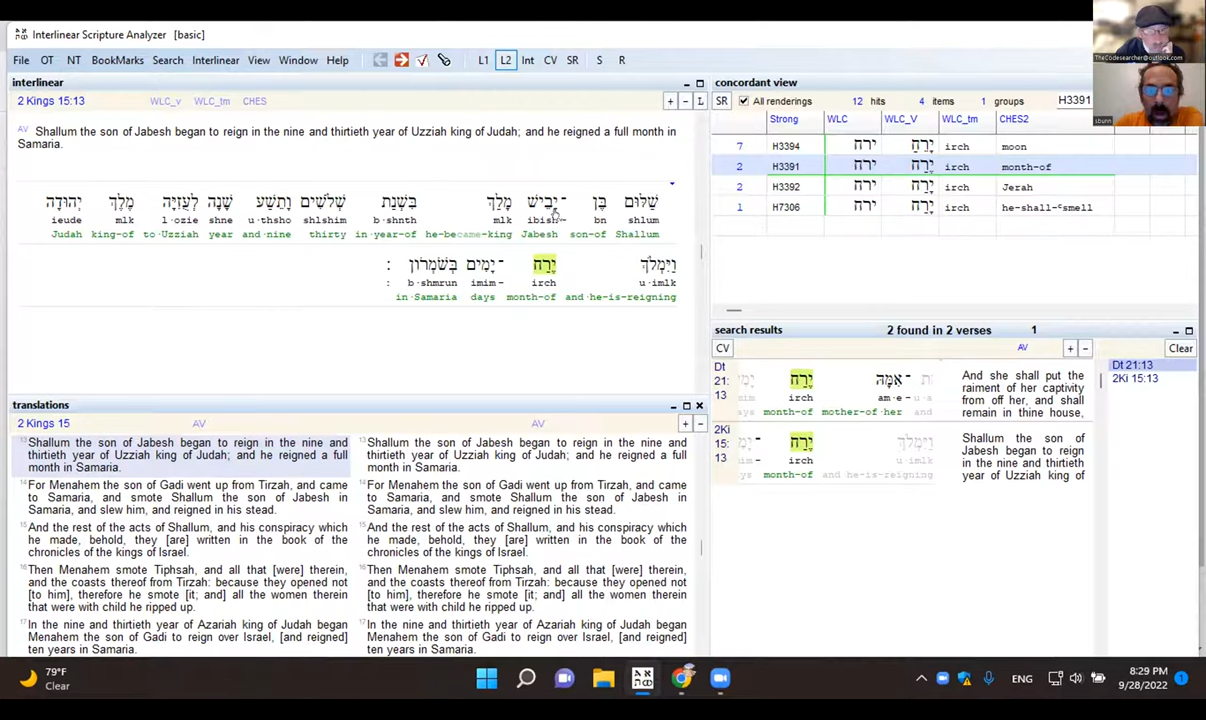 Interlinear Scripture Analyzer [basic]
File OT NT BookMarks Search Interlinear View Window Help L1 L2 Int CV SR S R
interlinear
2 Kings 15:13 WLC_v WLC_tm CHES + - L
AV Shallum the son of Jabesh began to reign in the nine and thirtieth year of Uzziah king of Judah; and he reigned a full month in
Samaria.
שַׁלּוּם בֶּן ־יָבֵישׁ מָלַךְ בִּשְׁנַת שְׁלֹשִׁים וָתֵשַׁע שָׁנָה לְעֻזִיָּה מֶלֶךְ יְהוּדָה
ieude mlk l·ozie shne u·thsho shlshim b·shnth mlk ibish- bn shlum
Judah king-of to·Uzziah year and·nine thirty in·year-of he-became-king Jabesh son-of Shallum
וַיִּמְלֹךְ יֶרַח ־יָמִים בְּשֹׁמְרוֹן :
: b·shmrun imim- irch u·imlk
: in·Samaria days month-of and·he-is-reigning
translations
2 Kings 15 AV AV + -
13 Shallum the son of Jabesh began to reign in the nine and
thirtieth year of Uzziah king of Judah; and he reigned a full
month in Samaria.
14 For Menahem the son of Gadi went up from Tirzah, and came
to Samaria, and smote Shallum the son of Jabesh in
Samaria, and slew him, and reigned in his stead.
15 And the rest of the acts of Shallum, and his conspiracy which
he made, behold, they [are] written in the book of the
chronicles of the kings of Israel.
16 Then Menahem smote Tiphsah, and all that [were] therein,
and the coasts thereof from Tirzah: because they opened not
[to him], therefore he smote [it; and] all the women therein
that were with child he ripped up.
17 In the nine and thirtieth year of Azariah king of Judah began
Menahem the son of Gadi to reign over Israel, [and reigned]
ten years in Samaria.
13 Shallum the son of Jabesh began to reign in the nine and
thirtieth year of Uzziah king of Judah; and he reigned a full
month in Samaria.
14 For Menahem the son of Gadi went up from Tirzah, and came
to Samaria, and smote Shallum the son of Jabesh in
Samaria, and slew him, and reigned in his stead.
15 And the rest of the acts of Shallum, and his conspiracy which
he made, behold, they [are] written in the book of the
chronicles of the kings of Israel.
16 Then Menahem smote Tiphsah, and all that [were] therein,
and the coasts thereof from Tirzah: because they opened not
[to him], therefore he smote [it; and] all the women therein
that were with child he ripped up.
17 In the nine and thirtieth year of Azariah king of Judah began
Menahem the son of Gadi to reign over Israel, [and reigned]
ten years in Samaria.
concordant view
SR All renderings 12 hits 4 items 1 groups H3391
Strong WLC WLC_V WLC_tm CHES2
7 H3394 ירח יָרֵחַ irch moon
2 H3391 ירח יֶרַח irch month-of
2 H3392 ירח יֶרַח irch Jerah
1 H7306 ירח יָרַח irch he-shall-ᶜsmell
search results 2 found in 2 verses 1
CV AV + - Clear
Dt
21:
13
־אִמָּהּ יֶרַח
irch am·e- u·a
month-of mother-of·her and
And she shall put the
raiment of her captivity
from off her, and shall
remain in thine house,
2Ki
15:
13
וַיִּמְלֹךְ יֶרַח ־
irch u·imlk
month-of and·he-is-reigning
Shallum the son of
Jabesh began to reign
in the nine and thirtieth
year of Uzziah king of
Dt 21:13
2Ki 15:13
TheCodesearcher@outlook.com
sbunn
79°F
Clear
ENG
8:29 PM
9/28/2022
1